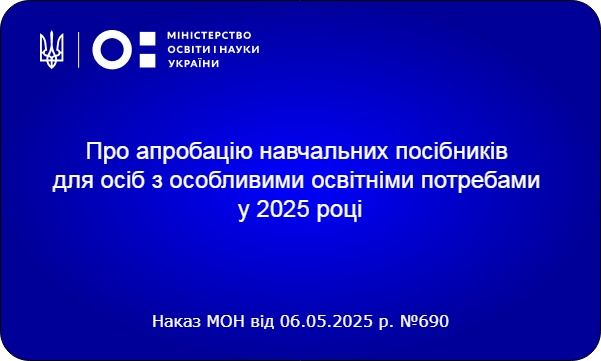 МІНІСТЕРСТВО
ОСВІТИ І НАУКИ
УКРАЇНИ
Про апробацію навчальних посібників
для осіб з особливими освітніми потребами
у 2025 році
Наказ МОН від 06.05.2025 р. №690